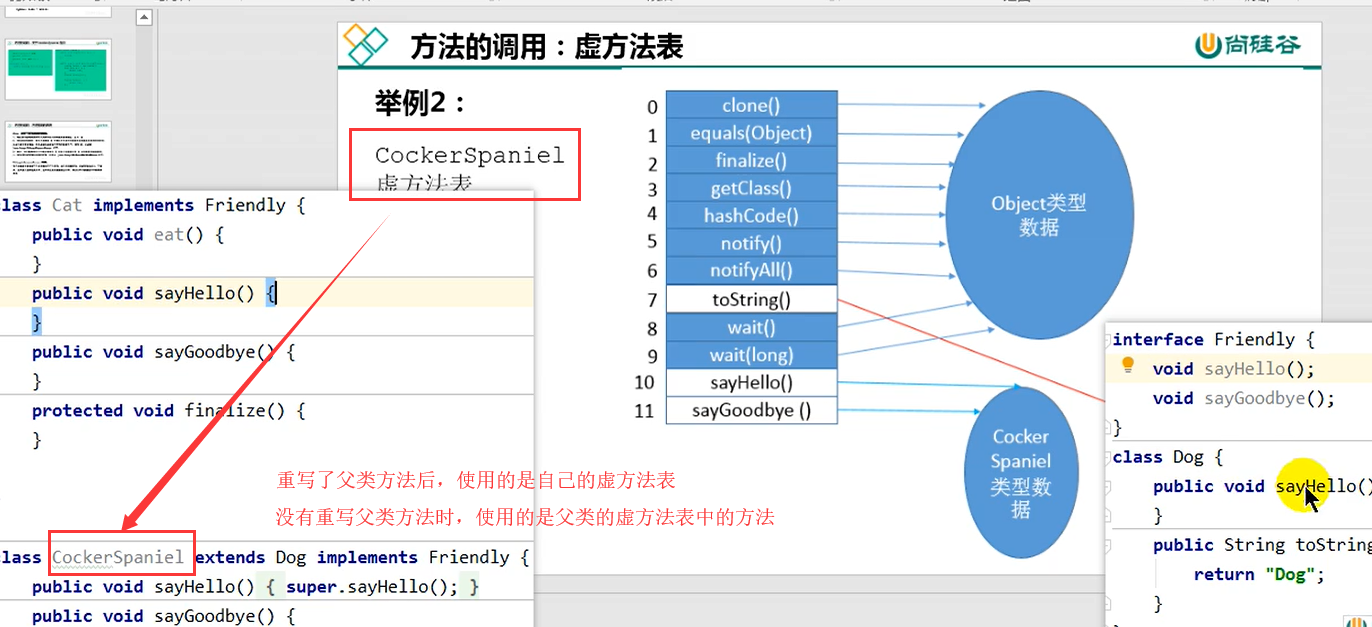 方法的调用：虚方法表
尚硅谷
举例2：
CockerSpaniel
虚方法表
0 clone()
1 equals(Object)
2 finalize()
3 getClass()
4 hashCode()
5 notify()
6 notifyAll()
7 toString()
8 wait()
9 wait(long)
10 sayHello()
11 sayGoodbye ()
Object类型
数据
Cocker
Spaniel
类型数
据
lass Cat implements Friendly {
public void eat() {
}
public void sayHello() {
}
public void sayGoodbye() {
}
protected void finalize() {
}
重写了父类方法后，使用的是自己的虚方法表
没有重写父类方法时，使用的是父类的虚方法表中的方法
lass CockerSpaniel extends Dog implements Friendly {
public void sayHello() { super.sayHello(); }
public void sayGoodbye() {
interface Friendly {
void sayHello();
void sayGoodbye();
}
class Dog {
public void sayHello()
}
public String toString
return "Dog";
}